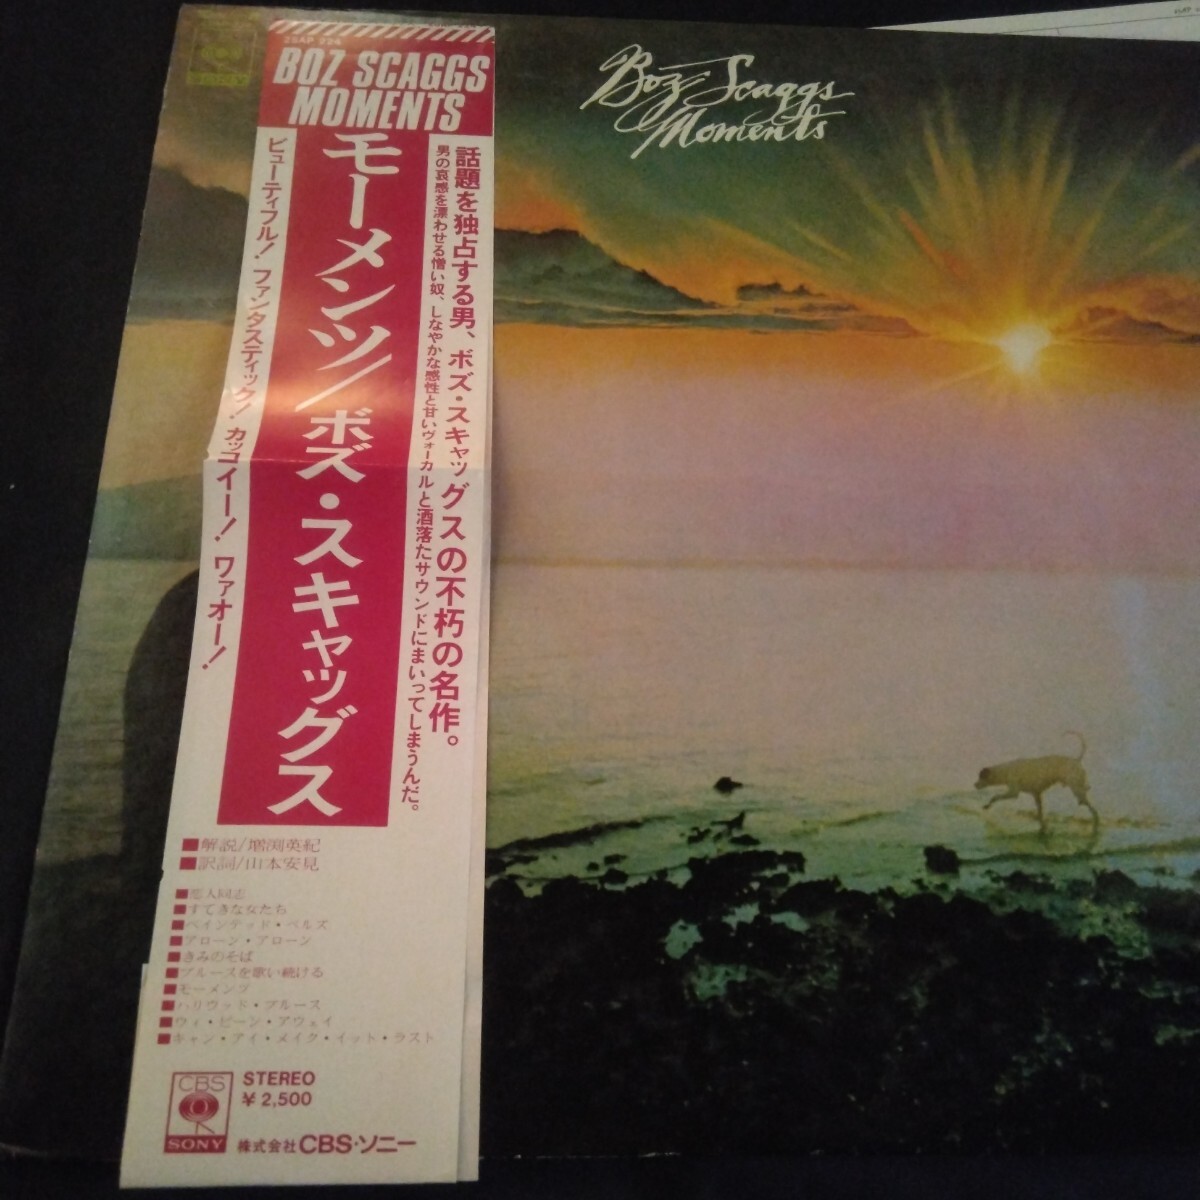 25AP 224
BOZ SCAGGS
MOMENTS
モーメンツ/ボズ・スキャッグス
話題を独占する男、ボズ・スキャッグスの不朽の名作。
男の哀感を漂わせる憎い奴、しなやかな感性と甘いヴォーカルと洒落たサウンドにまいってしまうんだ。
ビューティフル! ファンタスティック! カッコイー! ワァオー!
■解説/増渕英紀
■訳詞/山本安見
■恋人同志
■すてきな女たち
■ペインテッド・ベルズ
■アローン・アローン
■きみのそば
■ブルースを歌い続ける
■モーメンツ
■ハリウッド・ブルース
■ウィ・ビーン・アウェイ
■キャン・アイ・メイク・イット・ラスト
CBS
SONY
STEREO
¥2,500
株式会社CBS・ソニー
Boz Scaggs
Moments